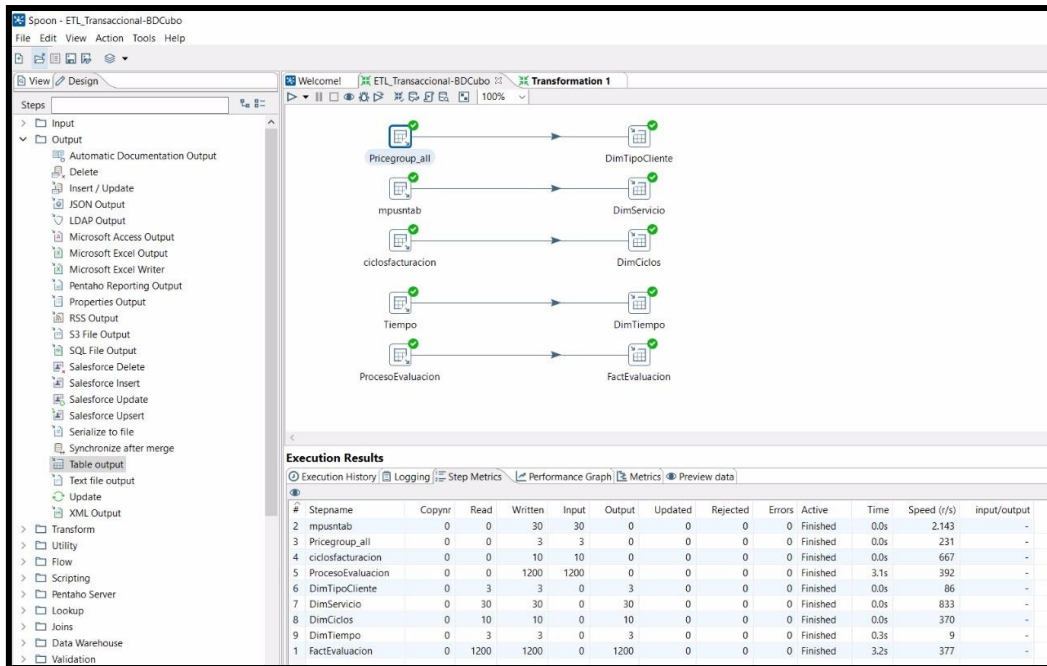 Spoon - ETL_Transaccional-BDCubo
File Edit View Action Tools Help
View Design
Steps
Input
Output
Automatic Documentation Output
Delete
Insert / Update
JSON Output
LDAP Output
Microsoft Access Output
Microsoft Excel Output
Microsoft Excel Writer
Pentaho Reporting Output
Properties Output
RSS Output
S3 File Output
SQL File Output
Salesforce Delete
Salesforce Insert
Salesforce Update
Salesforce Upsert
Serialize to file
Synchronize after merge
Table output
Text file output
Update
XML Output
Transform
Utility
Flow
Scripting
Pentaho Server
Lookup
Joins
Data Warehouse
Validation
Welcome! ETL_Transaccional-BDCubo Transformation 1
100%
Pricegroup_all DimTipoCliente
mpusntab DimServicio
ciclosfacturacion DimCiclos
Tiempo DimTiempo
ProcesoEvaluacion FactEvaluacion
Execution Results
Execution History Logging Step Metrics Performance Graph Metrics Preview data
# Stepname Copynr Read Written Input Output Updated Rejected Errors Active Time Speed (r/s) input/output
2 mpusntab 0 0 30 30 0 0 0 0 Finished 0.0s 2.143 -
3 Pricegroup_all 0 0 3 3 0 0 0 0 Finished 0.0s 231 -
4 ciclosfacturacion 0 0 10 10 0 0 0 0 Finished 0.0s 667 -
5 ProcesoEvaluacion 0 0 1200 1200 0 0 0 0 Finished 3.1s 392 -
6 DimTipoCliente 0 3 3 0 3 0 0 0 Finished 0.0s 86 -
7 DimServicio 0 30 30 0 30 0 0 0 Finished 0.0s 833 -
8 DimCiclos 0 10 10 0 10 0 0 0 Finished 0.0s 370 -
9 DimTiempo 0 3 3 0 3 0 0 0 Finished 0.3s 9 -
1 FactEvaluacion 0 1200 1200 0 1200 0 0 0 Finished 3.2s 377 -